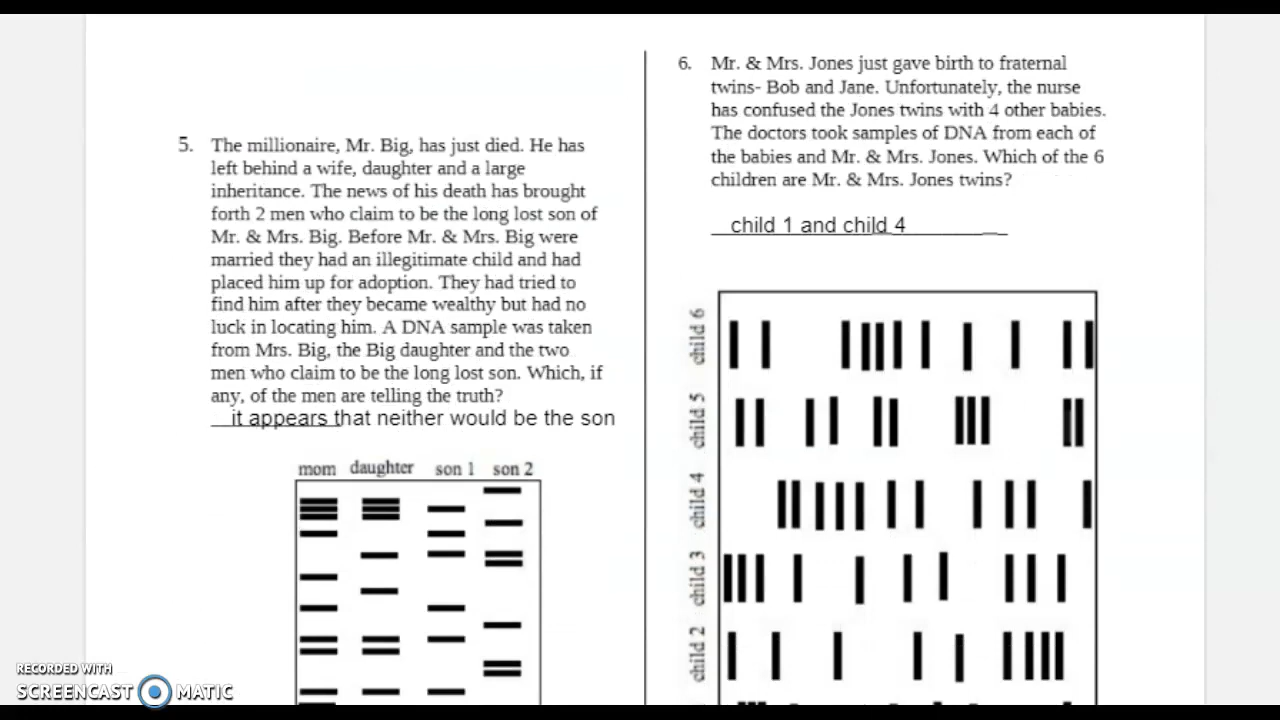 5. The millionaire, Mr. Big, has just died. He has
left behind a wife, daughter and a large
inheritance. The news of his death has brought
forth 2 men who claim to be the long lost son of
Mr. & Mrs. Big. Before Mr. & Mrs. Big were
married they had an illegitimate child and had
placed him up for adoption. They had tried to
find him after they became wealthy but had no
luck in locating him. A DNA sample was taken
from Mrs. Big, the Big daughter and the two
men who claim to be the long lost son. Which, if
any, of the men are telling the truth?
it appears that neither would be the son
mom daughter son 1 son 2
6. Mr. & Mrs. Jones just gave birth to fraternal
twins- Bob and Jane. Unfortunately, the nurse
has confused the Jones twins with 4 other babies.
The doctors took samples of DNA from each of
the babies and Mr. & Mrs. Jones. Which of the 6
children are Mr. & Mrs. Jones twins?
child 1 and child 4
child 6
child 5
child 4
child 3
child 2
RECORDED WITH
SCREENCAST MATIC